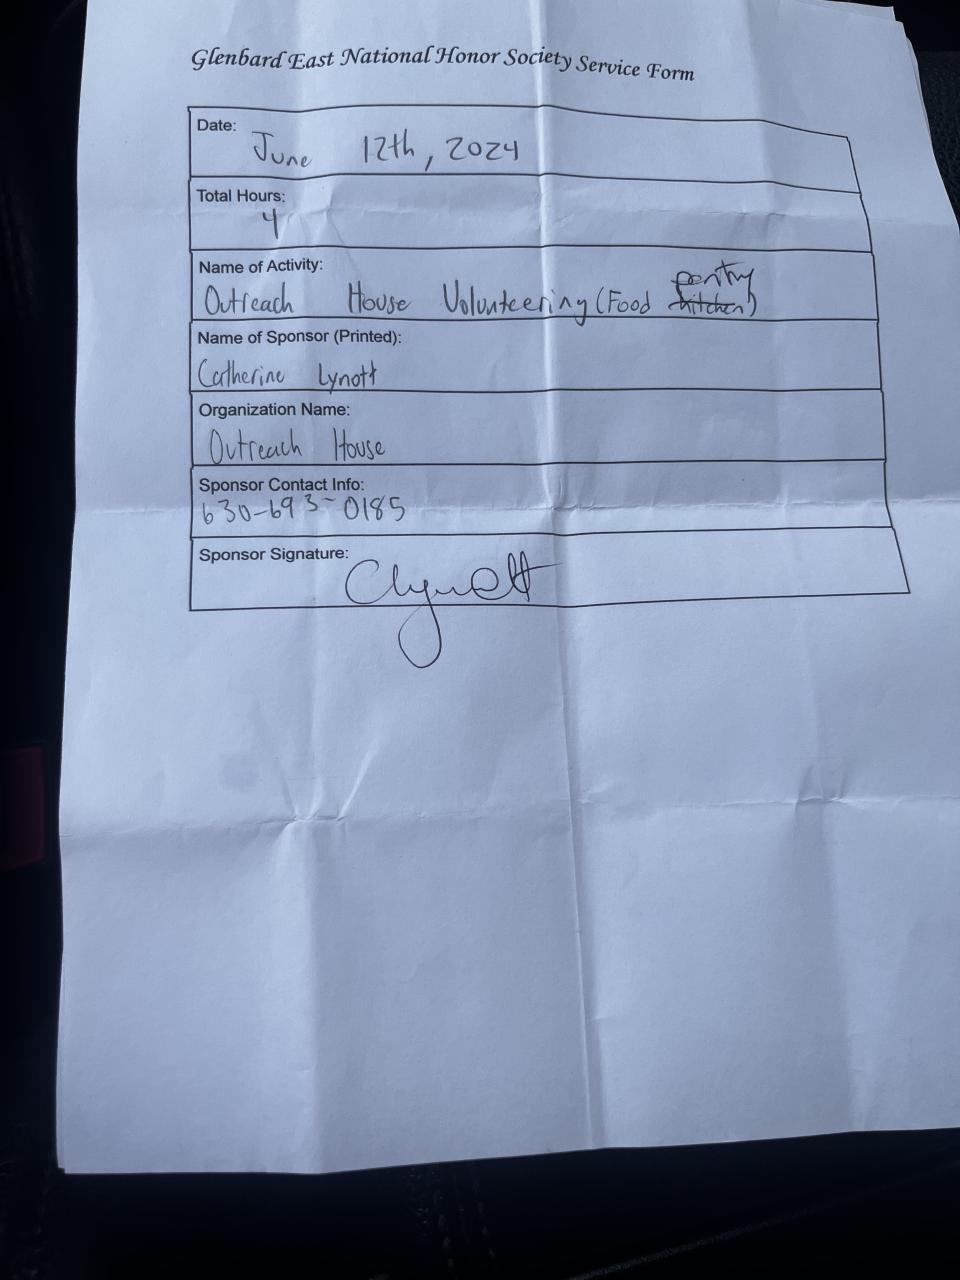 Glenbard East National Honor Society Service Form
Date:
June 12th, 2024
Total Hours:
4
Name of Activity:
pentry
Outreach House Volunteering (Food kitchen)
Name of Sponsor (Printed):
Catherine Lynott
Organization Name:
Outreach House
Sponsor Contact Info:
630-693-0185
Sponsor Signature:
Clynott